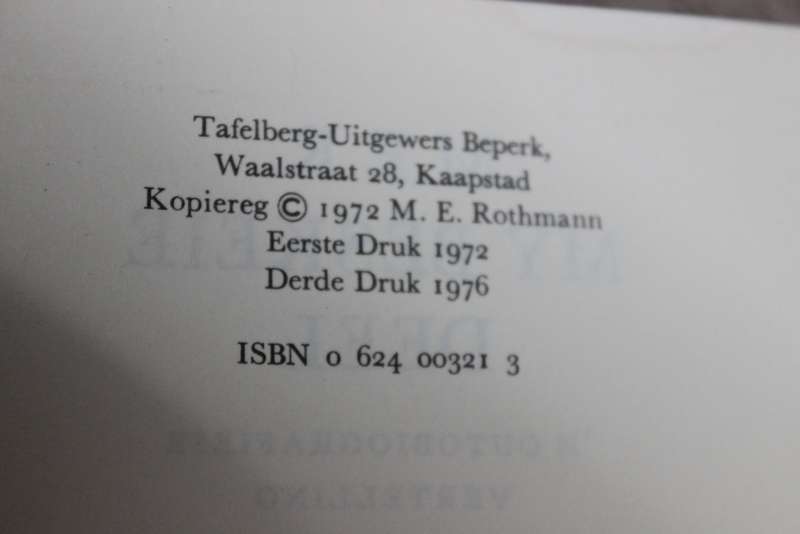 Tafelberg-Uitgewers Beperk,
Waalstraat 28, Kaapstad
Kopiereg © 1972 M. E. Rothmann
Eerste Druk 1972
Derde Druk 1976
ISBN 0 624 00321 3